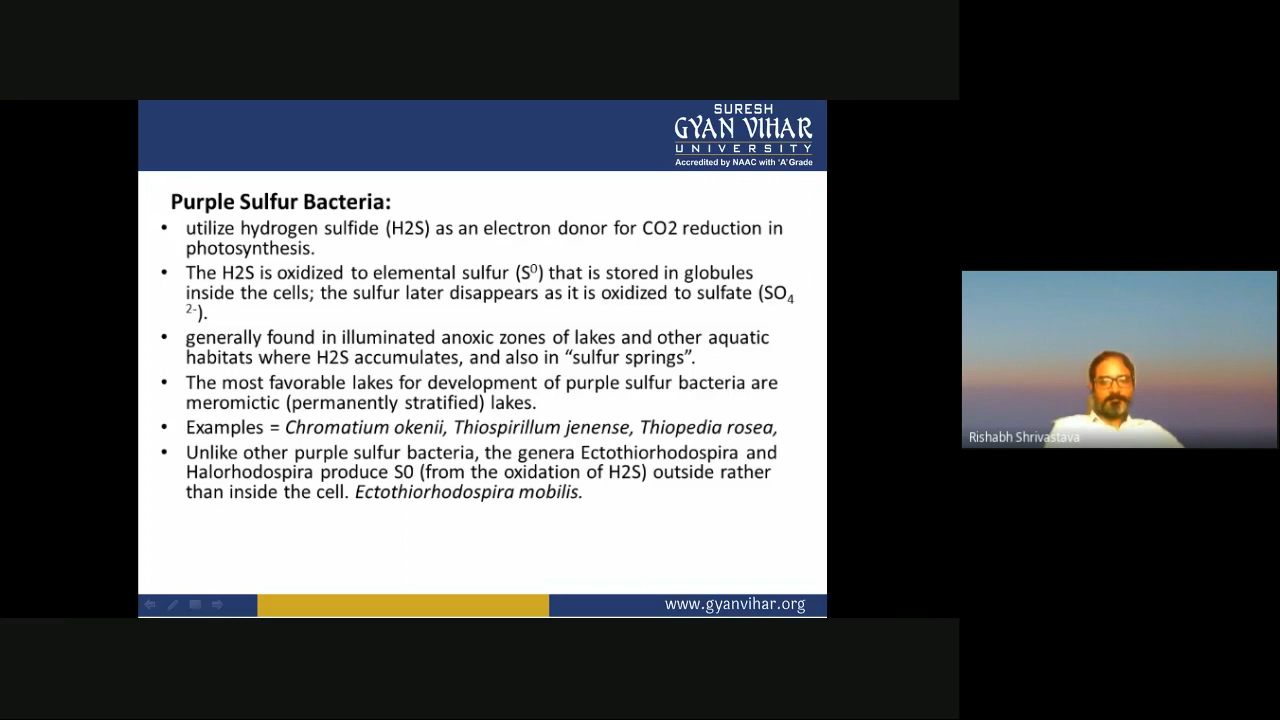 SURESH
GYAN VIHAR
UNIVERSITY
Accredited by NAAC with 'A' Grade
Purple Sulfur Bacteria:
• utilize hydrogen sulfide (H2S) as an electron donor for CO2 reduction in
photosynthesis.
• The H2S is oxidized to elemental sulfur (S⁰) that is stored in globules
inside the cells; the sulfur later disappears as it is oxidized to sulfate (SO₄
²⁻).
• generally found in illuminated anoxic zones of lakes and other aquatic
habitats where H2S accumulates, and also in “sulfur springs”.
• The most favorable lakes for development of purple sulfur bacteria are
meromictic (permanently stratified) lakes.
• Examples = Chromatium okenii, Thiospirillum jenense, Thiopedia rosea,
• Unlike other purple sulfur bacteria, the genera Ectothiorhodospira and
Halorhodospira produce S0 (from the oxidation of H2S) outside rather
than inside the cell. Ectothiorhodospira mobilis.
www.gyanvihar.org
Rishabh Shrivastava